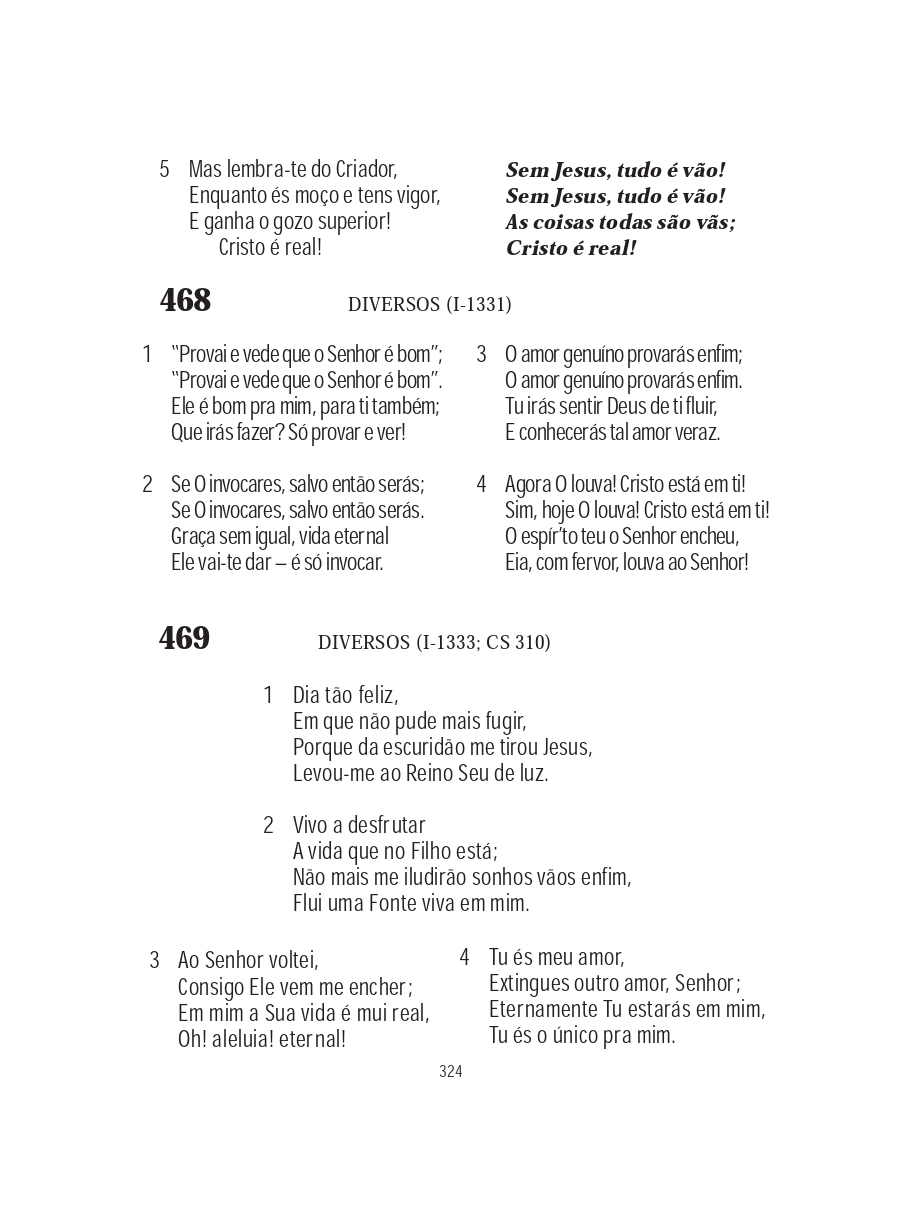 5 Mas lembra-te do Criador,
Enquanto és moço e tens vigor,
E ganha o gozo superior!
Cristo é real!
Sem Jesus, tudo é vão!
Sem Jesus, tudo é vão!
As coisas todas são vãs;
Cristo é real!
468 DIVERSOS (I-1331)
1 “Provai e vede que o Senhor é bom”;
“Provai e vede que o Senhor é bom”.
Ele é bom pra mim, para ti também;
Que irás fazer? Só provar e ver!
2 Se O invocares, salvo então serás;
Se O invocares, salvo então serás.
Graça sem igual, vida eternal
Ele vai-te dar – é só invocar.
3 O amor genuíno provarás enfim;
O amor genuíno provarás enfim.
Tu irás sentir Deus de ti fluir,
E conhecerás tal amor veraz.
4 Agora O louva! Cristo está em ti!
Sim, hoje O louva! Cristo está em ti!
O espír’to teu o Senhor encheu,
Eia, com fervor, louva ao Senhor!
469 DIVERSOS (I-1333; CS 310)
1 Dia tão feliz,
Em que não pude mais fugir,
Porque da escuridão me tirou Jesus,
Levou-me ao Reino Seu de luz.
2 Vivo a desfrutar
A vida que no Filho está;
Não mais me iludirão sonhos vãos enfim,
Flui uma Fonte viva em mim.
3 Ao Senhor voltei,
Consigo Ele vem me encher;
Em mim a Sua vida é mui real,
Oh! aleluia! eternal!
4 Tu és meu amor,
Extingues outro amor, Senhor;
Eternamente Tu estarás em mim,
Tu és o único pra mim.
324